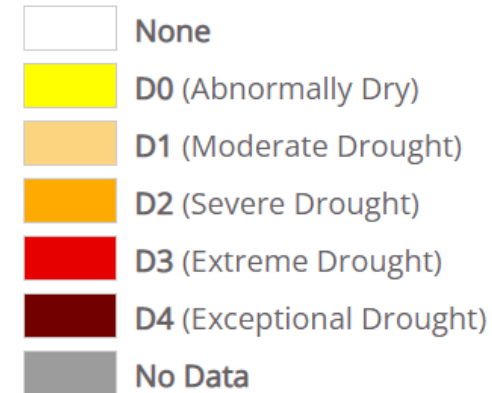 None
D0 (Abnormally Dry)
D1 (Moderate Drought)
D2 (Severe Drought)
D3 (Extreme Drought)
D4 (Exceptional Drought)
No Data